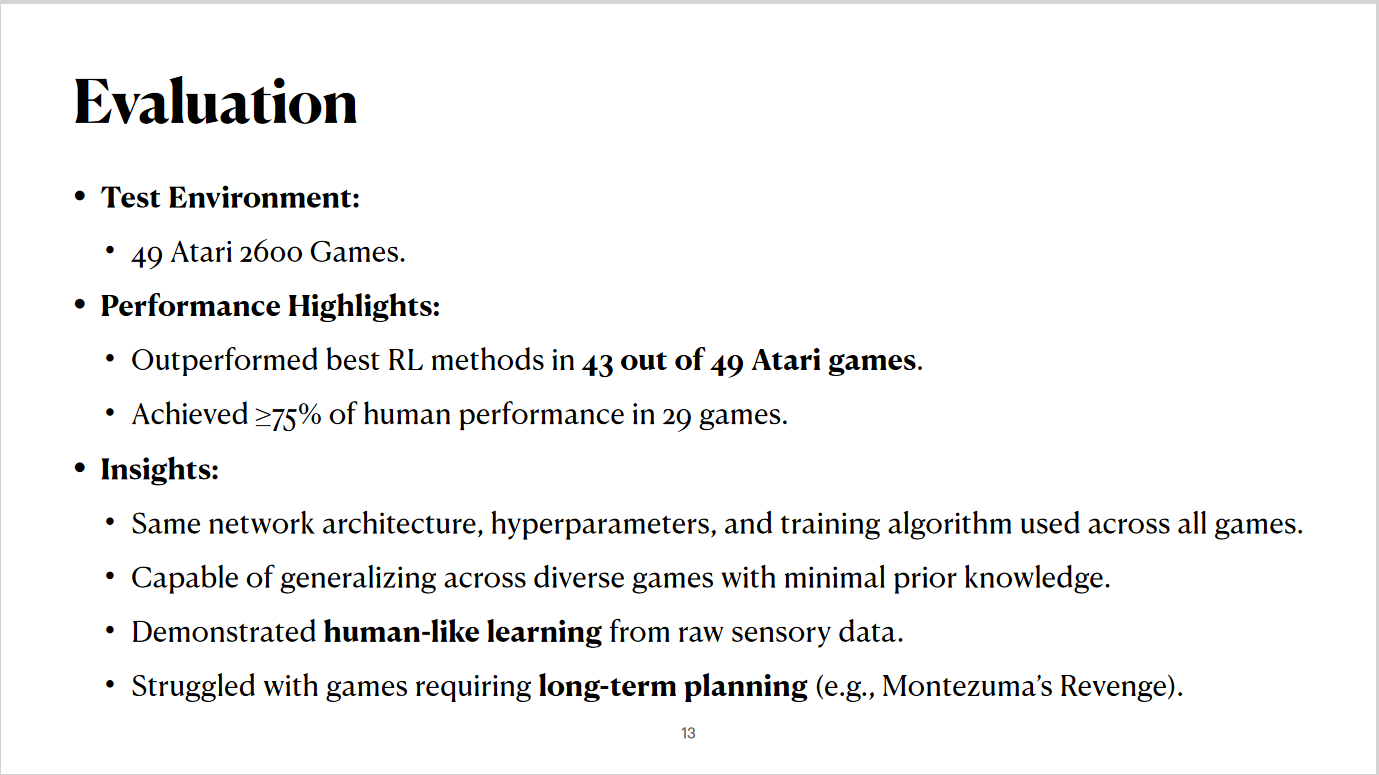 Evaluation
• Test Environment:
• 49 Atari 2600 Games.
• Performance Highlights:
• Outperformed best RL methods in 43 out of 49 Atari games.
• Achieved ≥75% of human performance in 29 games.
• Insights:
• Same network architecture, hyperparameters, and training algorithm used across all games.
• Capable of generalizing across diverse games with minimal prior knowledge.
• Demonstrated human-like learning from raw sensory data.
• Struggled with games requiring long-term planning (e.g., Montezuma’s Revenge).
13